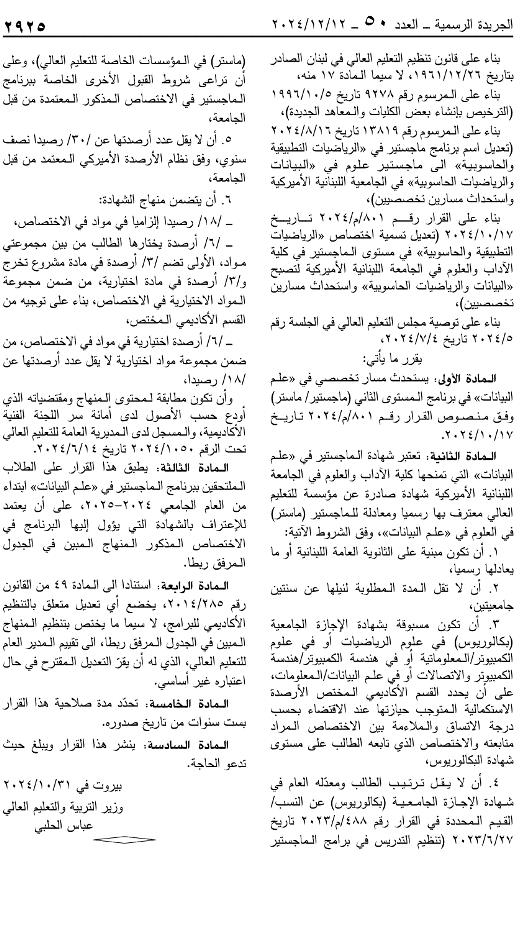 الجريدة الرسمية ــ العدد ٥٠ ــ ٢٠٢٤/١٢/١٢
٢٩٢٥
بناء على قانون تنظيم التعليم العالي في لبنان الصادر
بتاريخ ١٩٦١/١٢/٢٦، لا سيما المادة ١٧ منه،
بناء على المرسوم رقم ٩٢٧٨ تاريخ ١٩٩٦/١٠/٥
(الترخيص بإنشاء بعض الكليات والمعاهد الجديدة)،
بناء على المرسوم رقم ١٣٨١٩ تاريخ ٢٠٢٤/٨/١٦
(تعديل اسم برنامج ماجستير في «الرياضيات التطبيقية
والحاسوبية» الى ماجستير علوم في «البيانات
والرياضيات الحاسوبية» في الجامعة اللبنانية الأميركية
واستحداث مسارين تخصصيين)،
بناء على القرار رقم ٨٠١/م/٢٠٢٤ تاريخ
٢٠٢٤/١٠/١٧ (تعديل تسمية اختصاص «الرياضيات
التطبيقية والحاسوبية» في مستوى الماجستير في كلية
الآداب والعلوم في الجامعة اللبنانية الأميركية لتصبح
«البيانات والرياضيات الحاسوبية» واستحداث مسارين
تخصصيين)،
بناء على توصية مجلس التعليم العالي في الجلسة رقم
٢٠٢٤/٥ تاريخ ٢٠٢٤/٧/٤،
يقرر ما يأتي:
المادة الأولى: يستحدث مسار تخصصي في «علم
البيانات» في برنامج المستوى الثاني (ماجستير/ ماستر)
وفق منصوص القرار رقم ٨٠١/م/٢٠٢٤ تاريخ
٢٠٢٤/١٠/١٧.
المادة الثانية: تعتبر شهادة الماجستير في «علم
البيانات» التي تمنحها كلية الآداب والعلوم في الجامعة
اللبنانية الأميركية شهادة صادرة عن مؤسسة للتعليم
العالي معترف بها رسميا ومعادلة للماجستير (ماستر)
في العلوم في «علم البيانات»، وفق الشروط الآتية:
١. أن تكون مبنية على الثانوية العامة اللبنانية أو ما
يعادلها رسميا،
٢. أن لا تقل المدة المطلوبة لنيلها عن سنتين
جامعيتين،
٣. أن تكون مسبوقة بشهادة الإجازة الجامعية
(بكالوريوس) في علوم الرياضيات أو في علوم
الكمبيوتر/المعلوماتية أو في هندسة الكمبيوتر/هندسة
الكمبيوتر والاتصالات أو في علم البيانات/المعلومات،
على أن يحدد القسم الأكاديمي المختص الأرصدة
الاستكمالية المتوجب حيازتها عند الاقتضاء بحسب
درجة الاتساق والملاءمة بين الاختصاص المراد
متابعته والاختصاص الذي تابعه الطالب على مستوى
شهادة البكالوريوس،
٤. أن لا يقل ترتيب الطالب ومعدّله العام في
شهادة الإجازة الجامعية (بكالوريوس) عن النسب/
القيم المحددة في القرار رقم ٤٨٨/م/٢٠٢٣ تاريخ
٢٠٢٣/٦/٢٧ (تنظيم التدريس في برامج الماجستير
(ماستر) في المؤسسات الخاصة للتعليم العالي)، وعلى
أن تراعى شروط القبول الأخرى الخاصة ببرنامج
الماجستير في الاختصاص المذكور المعتمدة من قبل
الجامعة،
٥. أن لا يقل عدد أرصدتها عن /٣٠/ رصيدا نصف
سنوي، وفق نظام الأرصدة الأميركي المعتمد من قبل
الجامعة،
٦. أن يتضمن منهاج الشهادة:
ــ /١٨/ رصيدا إلزاميا في مواد في الاختصاص،
ــ /٦/ أرصدة يختارها الطالب من بين مجموعتي
مواد، الأولى تضم /٣/ أرصدة في مادة مشروع تخرج
و/٣/ أرصدة في مادة اختيارية، من ضمن مجموعة
المواد الاختيارية في الاختصاص، بناء على توجيه من
القسم الأكاديمي المختص،
ــ /٦/ أرصدة اختيارية في مواد في الاختصاص، من
ضمن مجموعة مواد اختيارية لا يقل عدد أرصدتها عن
/١٨/ رصيدا،
وأن تكون مطابقة لمحتوى المنهاج ومقتضياته الذي
أودع حسب الأصول لدى أمانة سر اللجنة الفنية
الأكاديمية، والمسجل لدى المديرية العامة للتعليم العالي
تحت الرقم ٢٠٢٤/١٠٥٠ تاريخ ٢٠٢٤/٦/١٤.
المادة الثالثة: يطبق هذا القرار على الطلاب
الملتحقين ببرنامج الماجستير في «علم البيانات» ابتداء
من العام الجامعي ٢٠٢٤-٢٠٢٥، على أن يعتمد
للإعتراف بالشهادة التي يؤول إليها البرنامج في
الاختصاص المذكور المنهاج المبين في الجدول
المرفق ربطا.
المادة الرابعة: استنادا الى المادة ٤٩ من القانون
رقم ٢٠١٤/٢٨٥، يخضع أي تعديل متعلق بالتنظيم
الأكاديمي للبرامج، لا سيما ما يختص بتنظيم المنهاج
المبين في الجدول المرفق ربطا، الى تقييم المدير العام
للتعليم العالي، الذي له أن يقرّ التعديل المقترح في حال
اعتباره غير أساسي.
المادة الخامسة: تحدّد مدة صلاحية هذا القرار
بست سنوات من تاريخ صدوره.
المادة السادسة: ينشر هذا القرار ويبلغ حيث
تدعو الحاجة.
بيروت في ٢٠٢٤/١٠/٣١
وزير التربية والتعليم العالي
عباس الحلبي